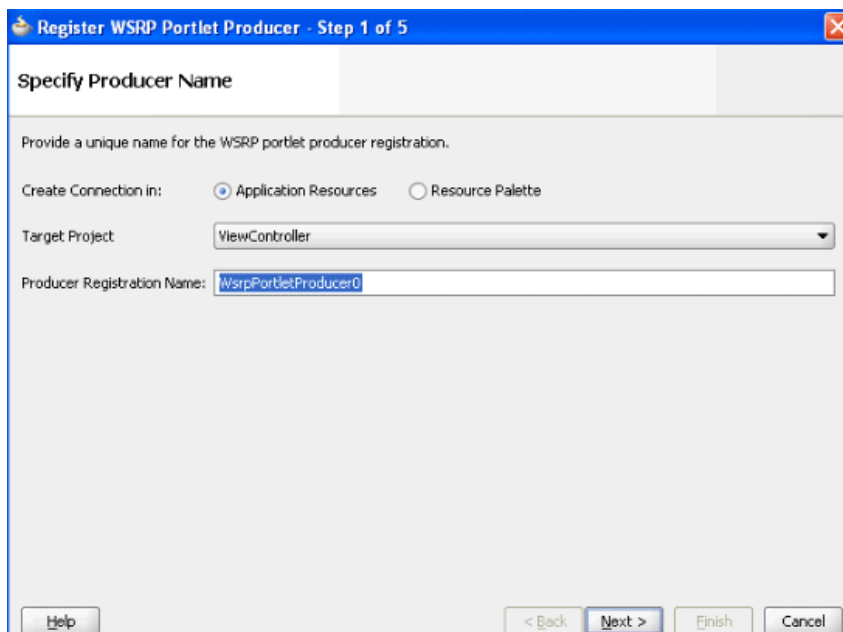 Register WSRP Portlet Producer - Step 1 of 5
Specify Producer Name
Provide a unique name for the WSRP portlet producer registration.
Create Connection in: Application Resources Resource Palette
Target Project ViewController
Producer Registration Name: WsrpPortletProducer0
Help < Back Next > Finish Cancel